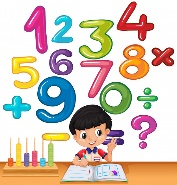 1 2 3 4
5 6 7 8 ×
+ 9 0 ÷
− = ?